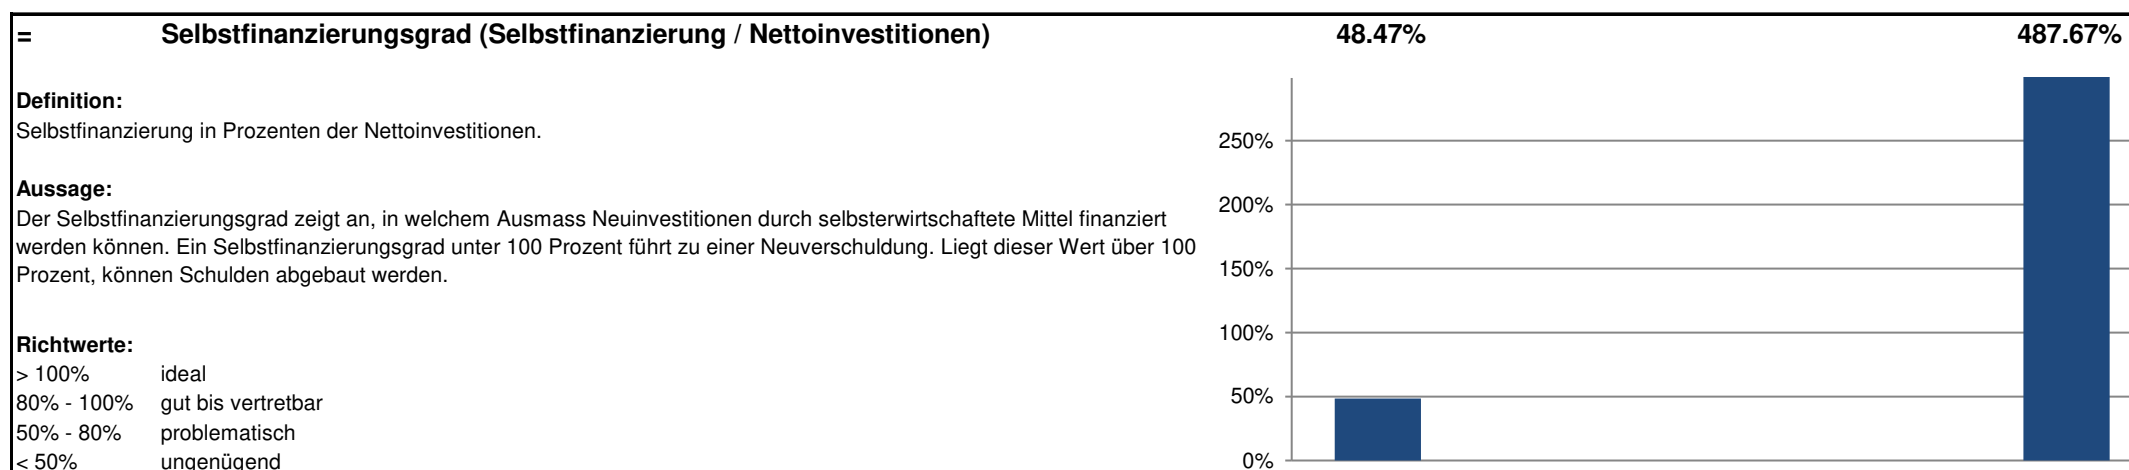 = Selbstfinanzierungsgrad (Selbstfinanzierung / Nettoinvestitionen) 48.47% 487.67%
Definition:
Selbstfinanzierung in Prozenten der Nettoinvestitionen.
Aussage:
Der Selbstfinanzierungsgrad zeigt an, in welchem Ausmass Neuinvestitionen durch selbsterwirtschaftete Mittel finanziert
werden können. Ein Selbstfinanzierungsgrad unter 100 Prozent führt zu einer Neuverschuldung. Liegt dieser Wert über 100
Prozent, können Schulden abgebaut werden.
Richtwerte:
> 100% ideal
80% - 100% gut bis vertretbar
50% - 80% problematisch
< 50% ungenügend
250%
200%
150%
100%
50%
0%